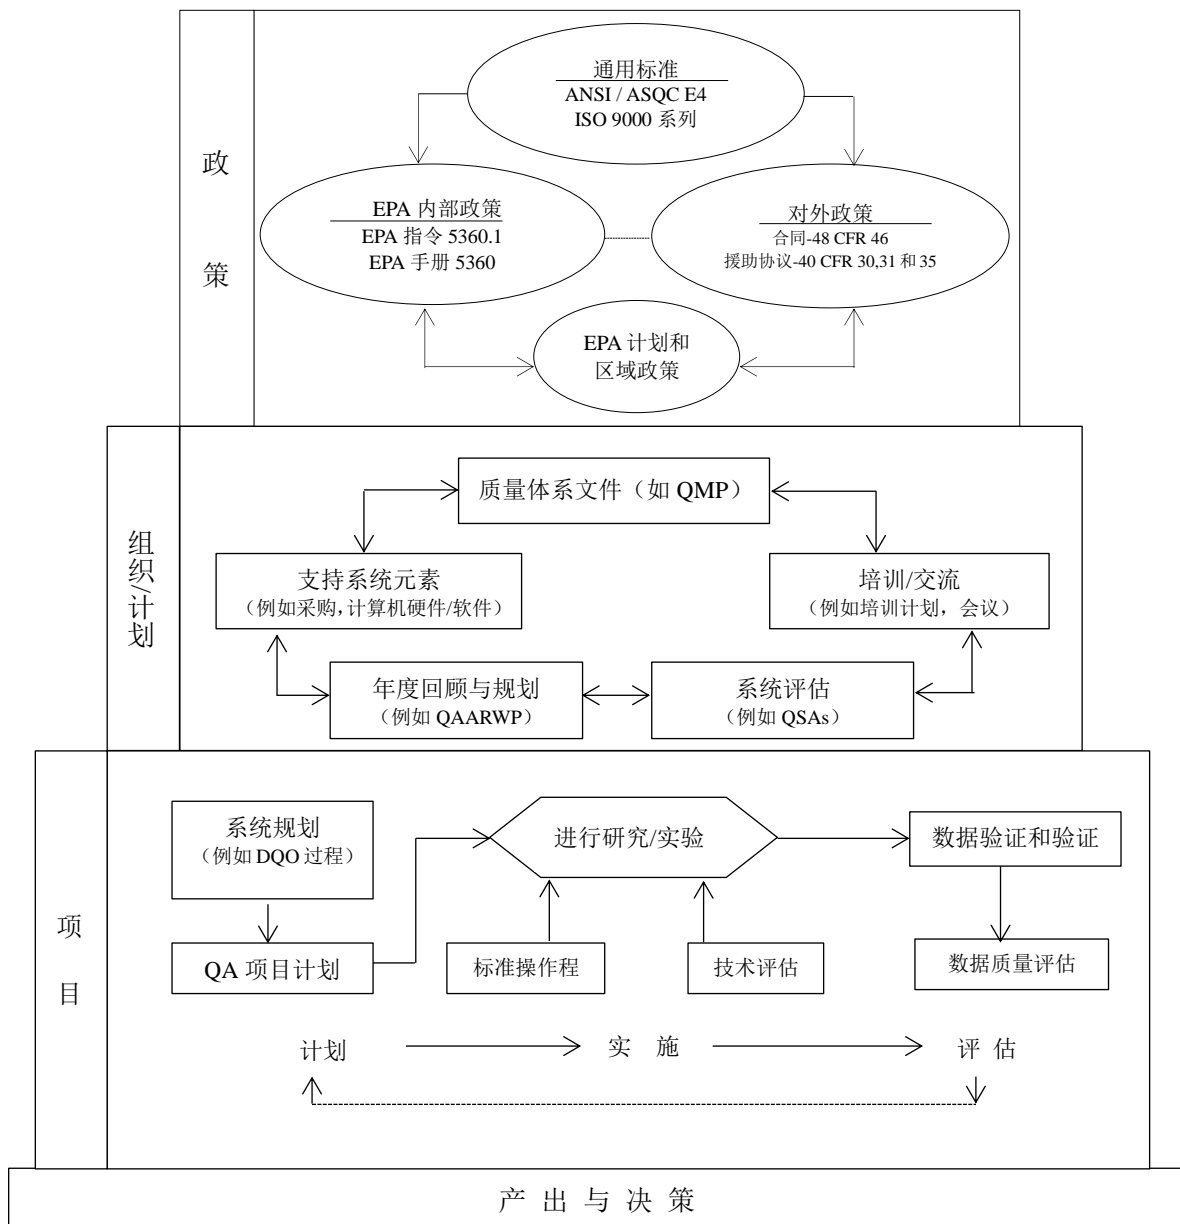 政
策
通用标准
ANSI / ASQC E4
ISO 9000 系列
EPA 内部政策
EPA 指令 5360.1
EPA 手册 5360
对外政策
合同-48 CFR 46
援助协议-40 CFR 30,31 和 35
EPA 计划和
区域政策
组织/计划
质量体系文件（如 QMP）
支持系统元素
（例如采购，计算机硬件/软件）
培训/交流
（例如培训计划，会议）
年度回顾与规划
（例如 QAARWP）
系统评估
（例如 QSAs）
项
目
系统规划
（例如 DQO 过程）
进行研究/实验
数据验证和验证
QA 项目计划
标准操作程
技术评估
数据质量评估
计划
实 施
评 估
产 出 与 决 策